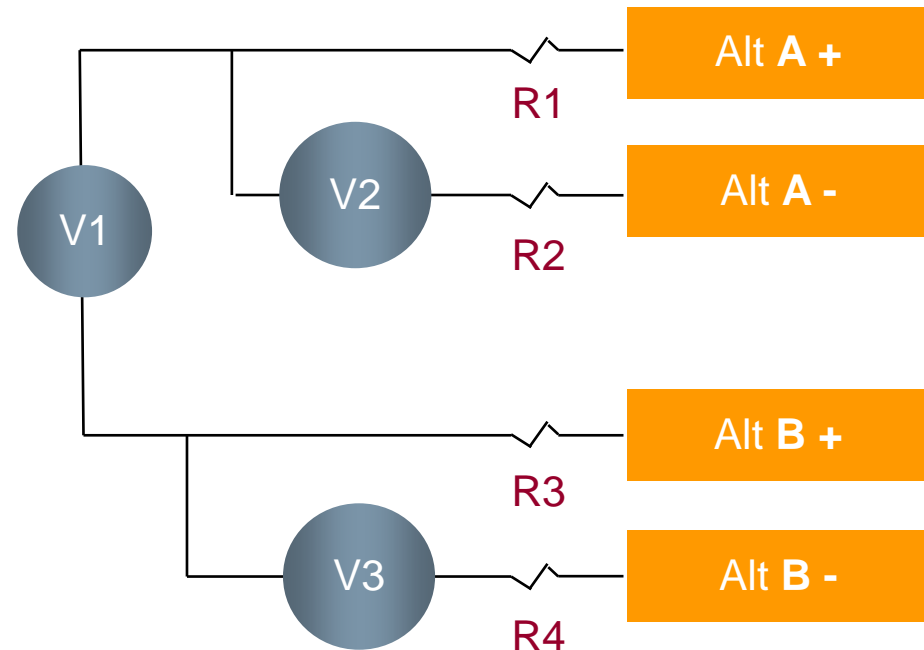 Alt A +
R1
V2
Alt A -
V1
R2
Alt B +
R3
V3
Alt B -
R4